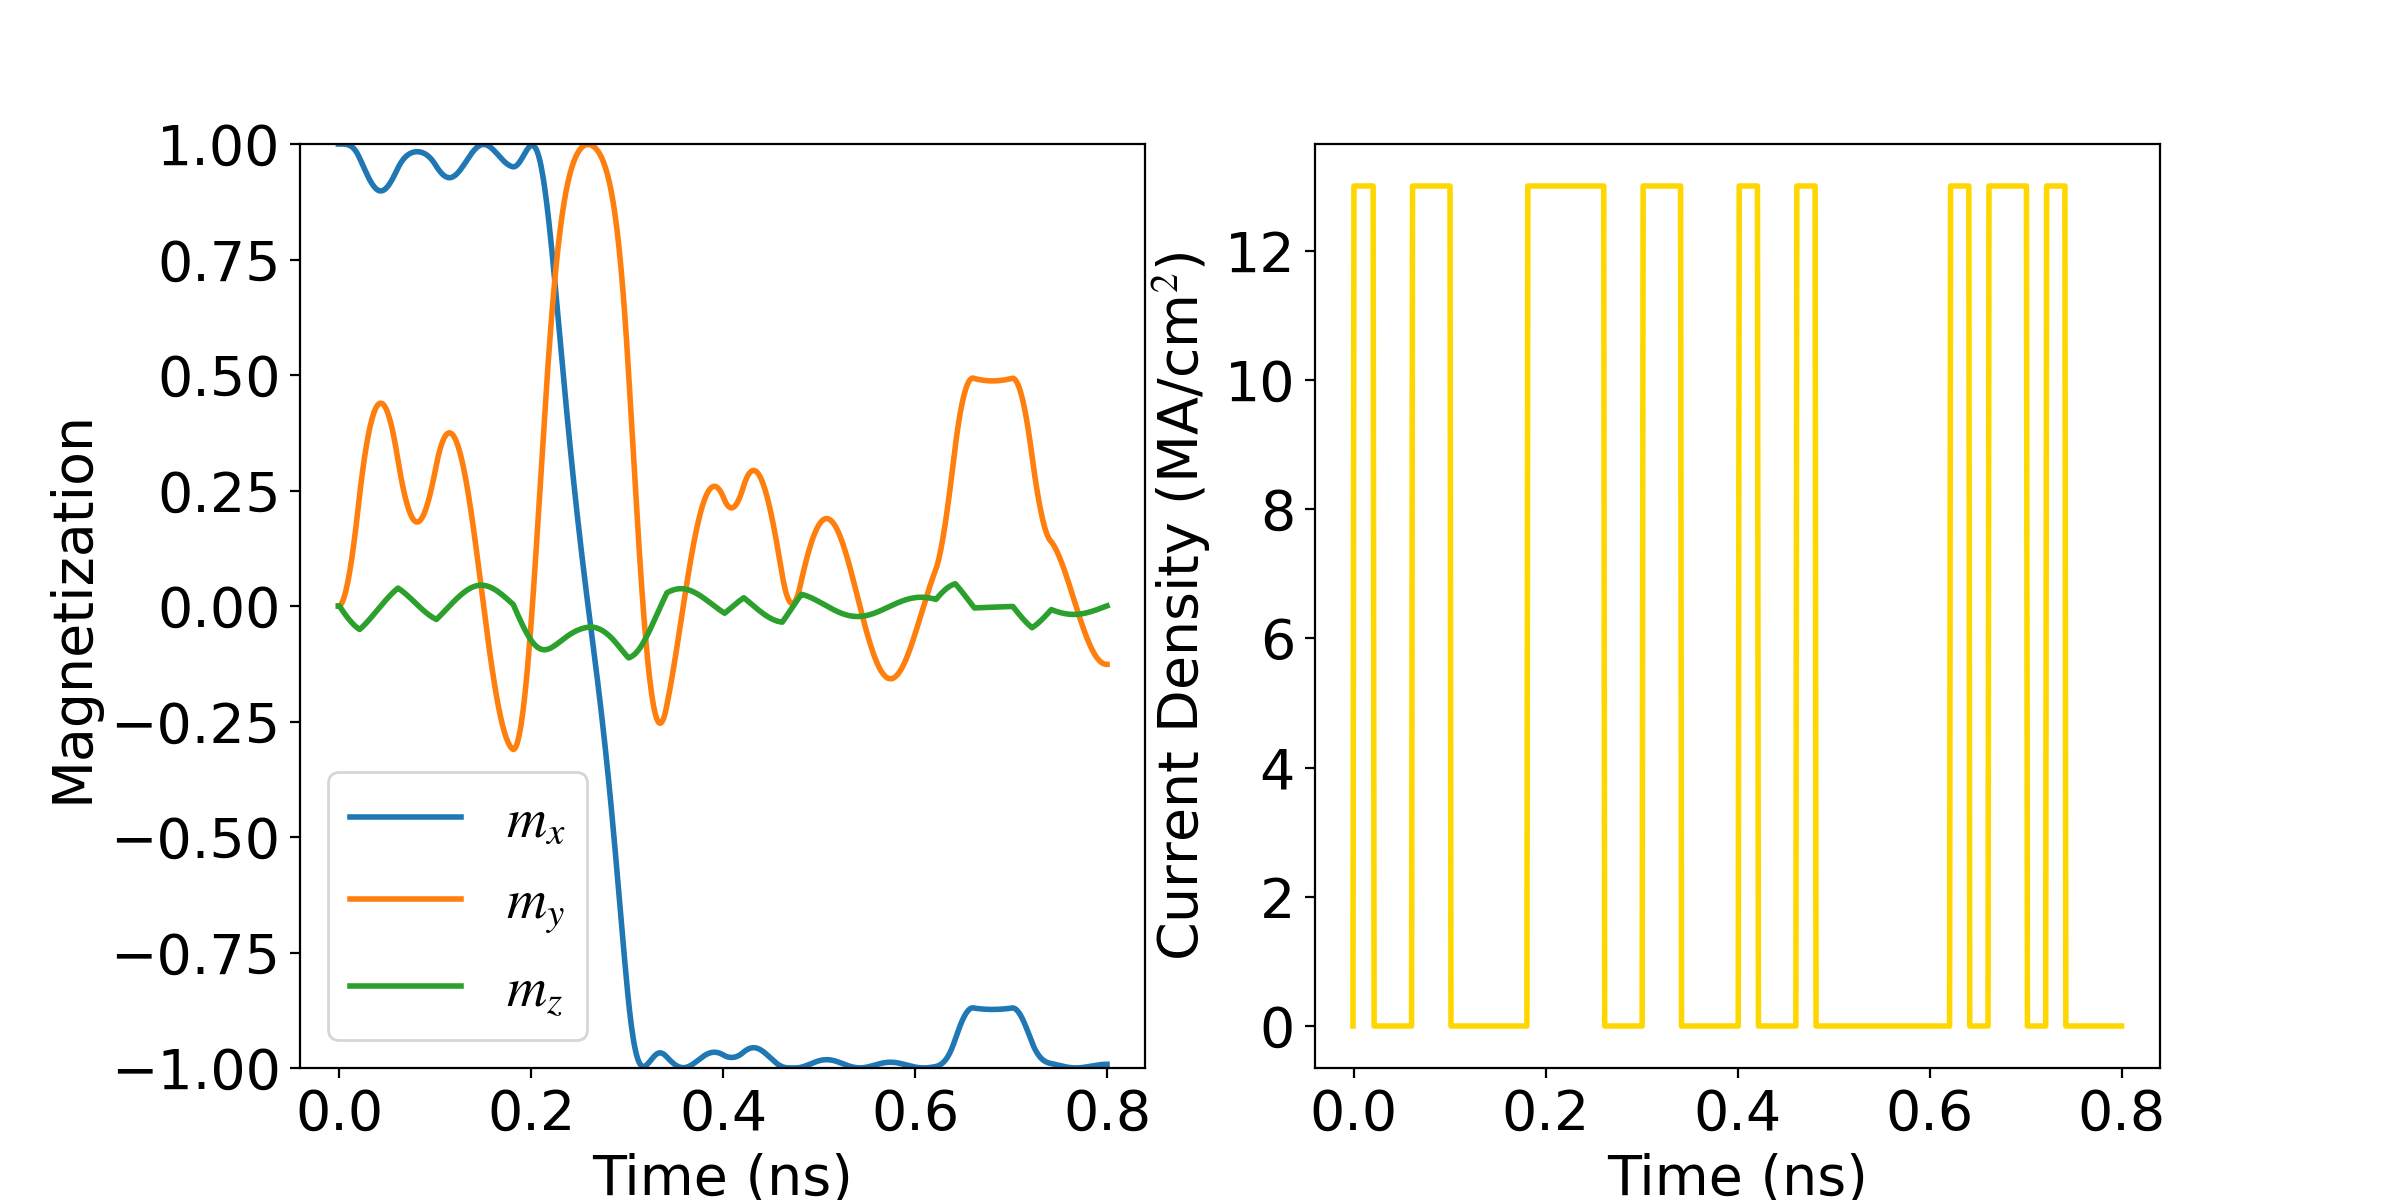 1.00
0.75
0.50
0.25
0.00
−0.25
−0.50
−0.75
−1.00
Magnetization
m_x
m_y
m_z
0.0 0.2 0.4 0.6 0.8
Time (ns)
12
10
8
6
4
2
0
Current Density (MA/cm²)
0.0 0.2 0.4 0.6 0.8
Time (ns)